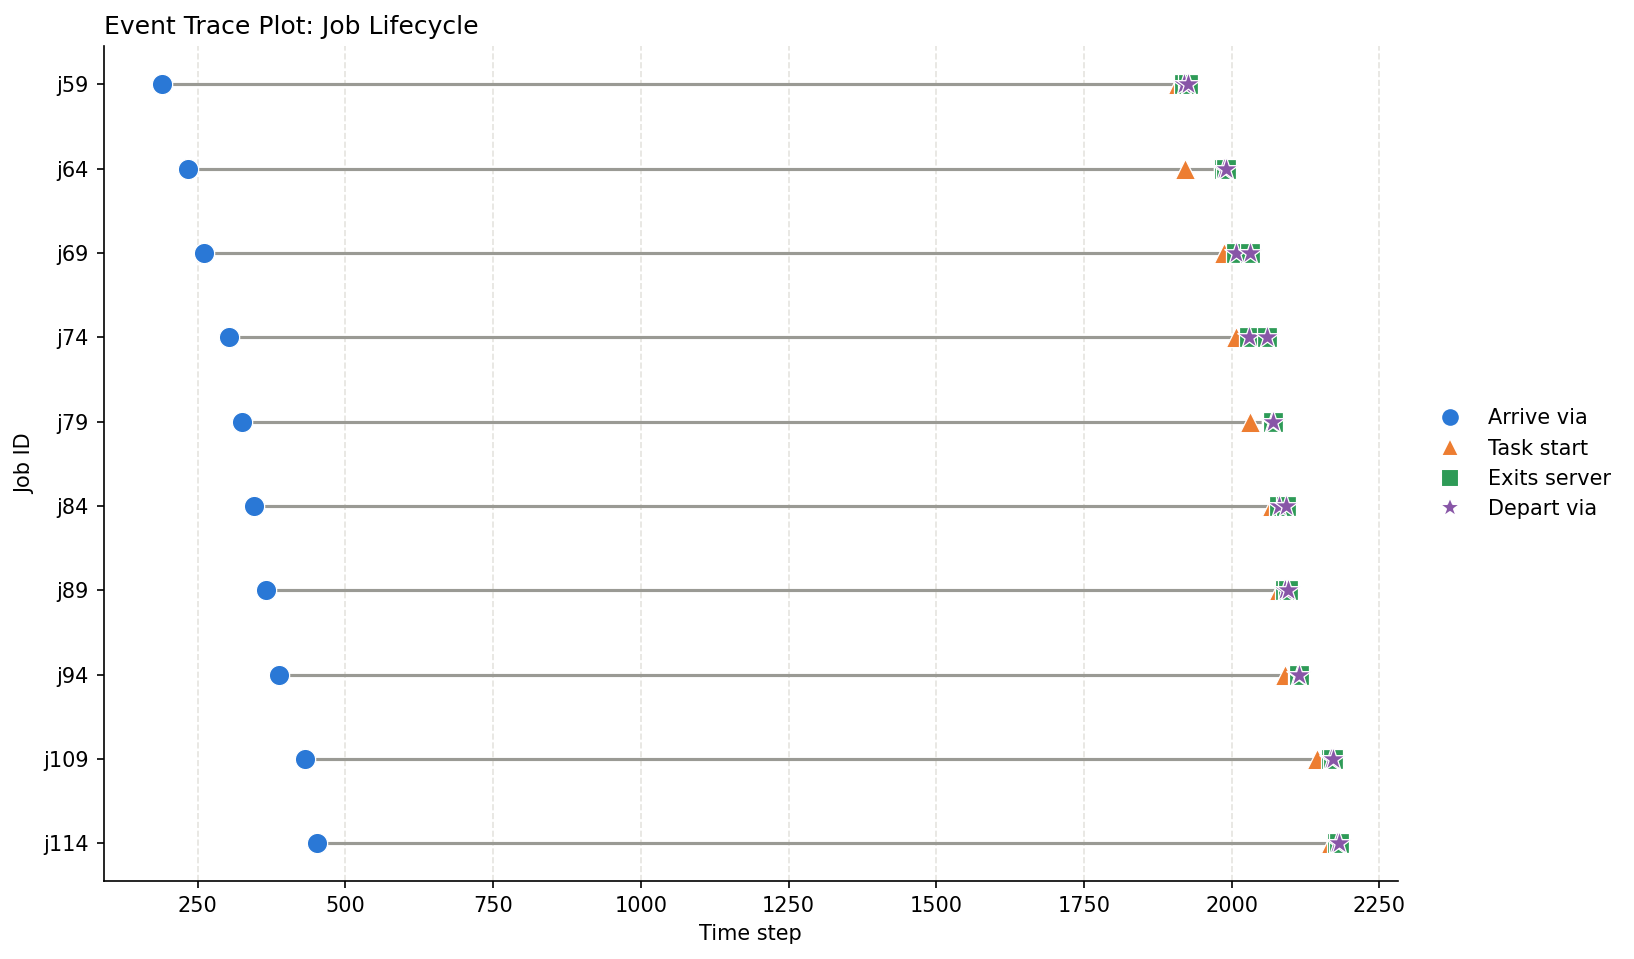 Event Trace Plot: Job Lifecycle
j59
j64
j69
j74
j79
j84
j89
j94
j109
j114
Job ID
250 500 750 1000 1250 1500 1750 2000 2250
Time step
Arrive via
Task start
Exits server
Depart via